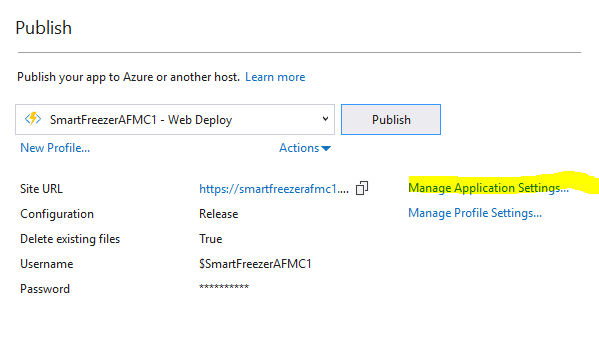 Publish
Publish your app to Azure or another host. Learn more
SmartFreezerAFMC1 - Web Deploy
Publish
New Profile...
Actions
Site URL https://smartfreezerafmc1.... Manage Application Settings...
Configuration Release Manage Profile Settings...
Delete existing files True
Username $SmartFreezerAFMC1
Password **********